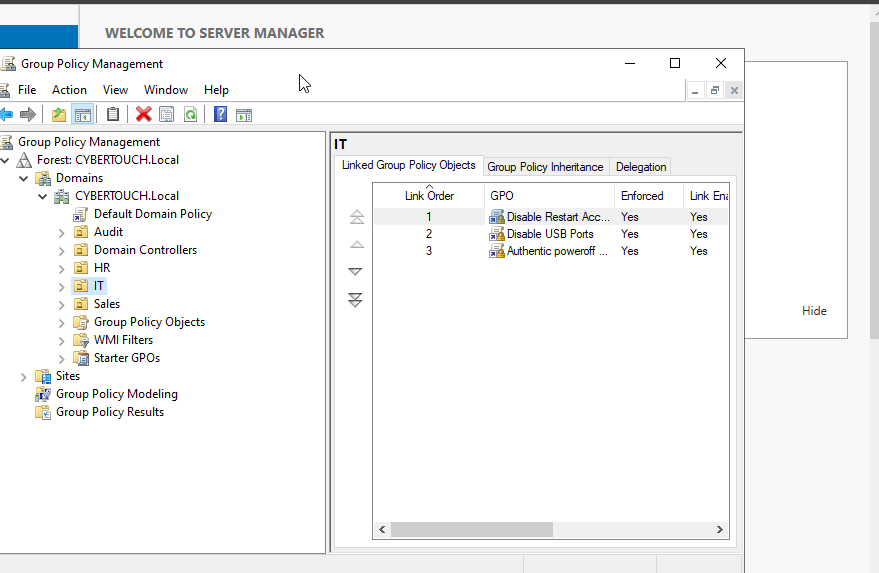 WELCOME TO SERVER MANAGER
Group Policy Management
File Action View Window Help
Group Policy Management
Forest: CYBERTOUCH.Local
Domains
CYBERTOUCH.Local
Default Domain Policy
Audit
Domain Controllers
HR
IT
Sales
Group Policy Objects
WMI Filters
Starter GPOs
Sites
Group Policy Modeling
Group Policy Results
IT
Linked Group Policy Objects Group Policy Inheritance Delegation
Link Order GPO Enforced Link Ena
1 Disable Restart Acc... Yes Yes
2 Disable USB Ports Yes Yes
3 Authentic poweroff ... Yes Yes
Hide